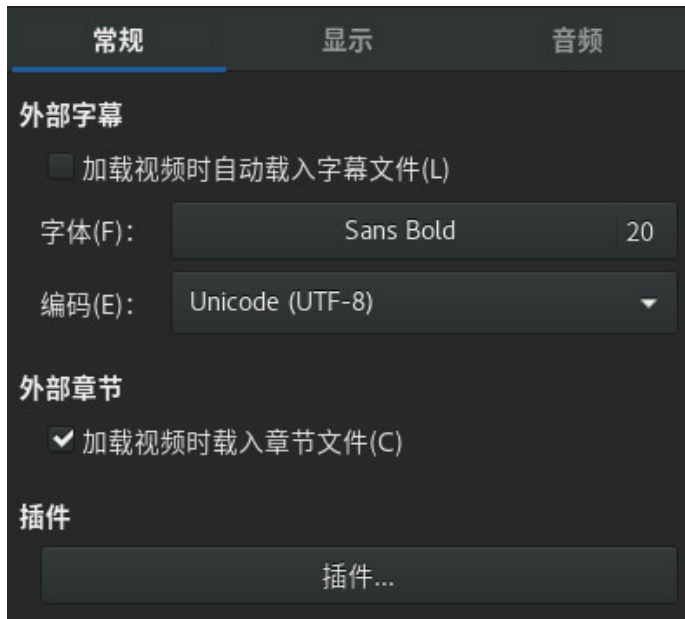 常规 显示 音频
外部字幕
加载视频时自动载入字幕文件(L)
字体(F)： Sans Bold 20
编码(E)： Unicode (UTF-8)
外部章节
加载视频时载入章节文件(C)
插件
插件...